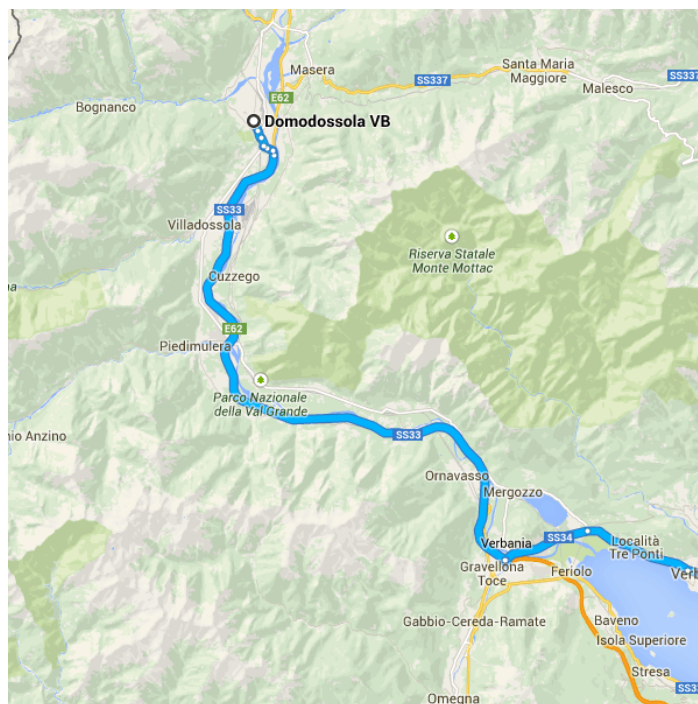 Masera
Santa Maria
Maggiore
SS337
SS337
Malesco
E62
Bognanco
Domodossola VB
SS33
Villadossola
Riserva Statale
Monte Mottac
Cuzzego
E62
Piedimulera
Parco Nazionale
della Val Grande
nio Anzino
SS33
Ornavasso
Mergozzo
Verbania
SS34
Località
Tre Ponti
Gravellona
Toce
Feriolo
Verb
Gabbio-Cereda-Ramate
Baveno
Isola Superiore
Stresa
Omegna